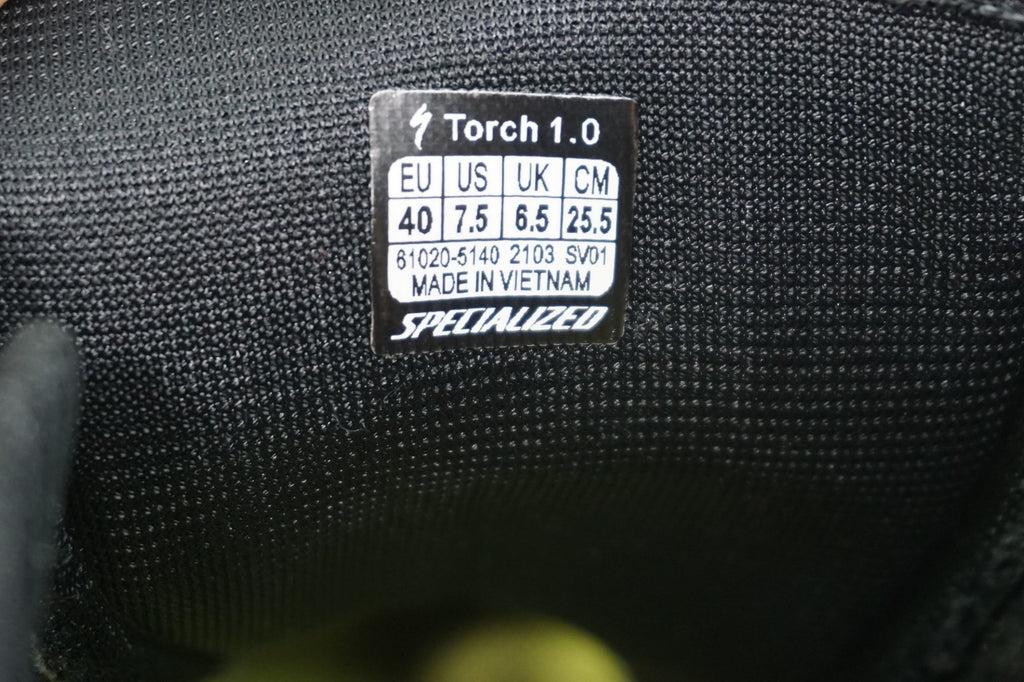 Torch 1.0
EU US UK CM
40 7.5 6.5 25.5
61020-5140 2103 SV01
MADE IN VIETNAM
SPECIALIZED